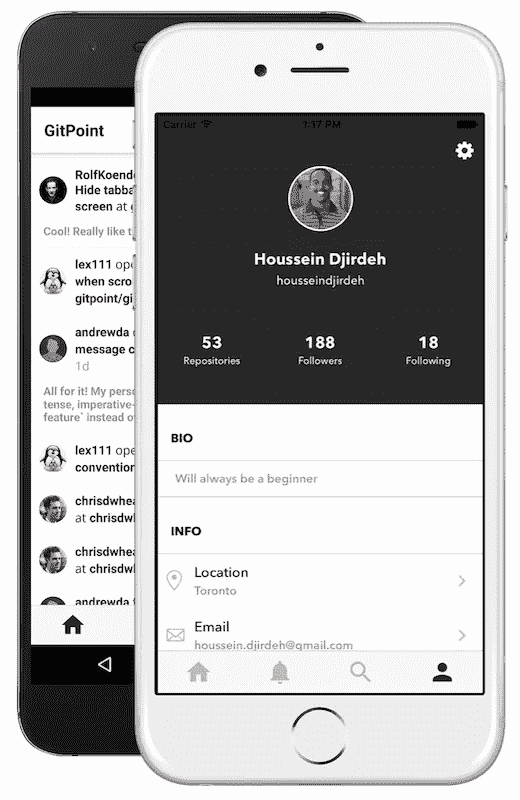 GitPoint
RolfKoende
Hide tabba
screen at
Cool! Really like t
lex111 ope
when scro
gitpoint/gi
andrewda
message c
1d
All for it! My perso
tense, imperative-
feature` instead o
lex111 ope
convention
chrisdwhea
at chrisdw
chrisdwhea
at chrisdw
andrewda
Carrier
1:17 PM
Houssein Djirdeh
housseindjirdeh
53
188
18
Repositories
Followers
Following
BIO
Will always be a beginner
INFO
Location
Toronto
Email
houssein.djirdeh@gmail.com